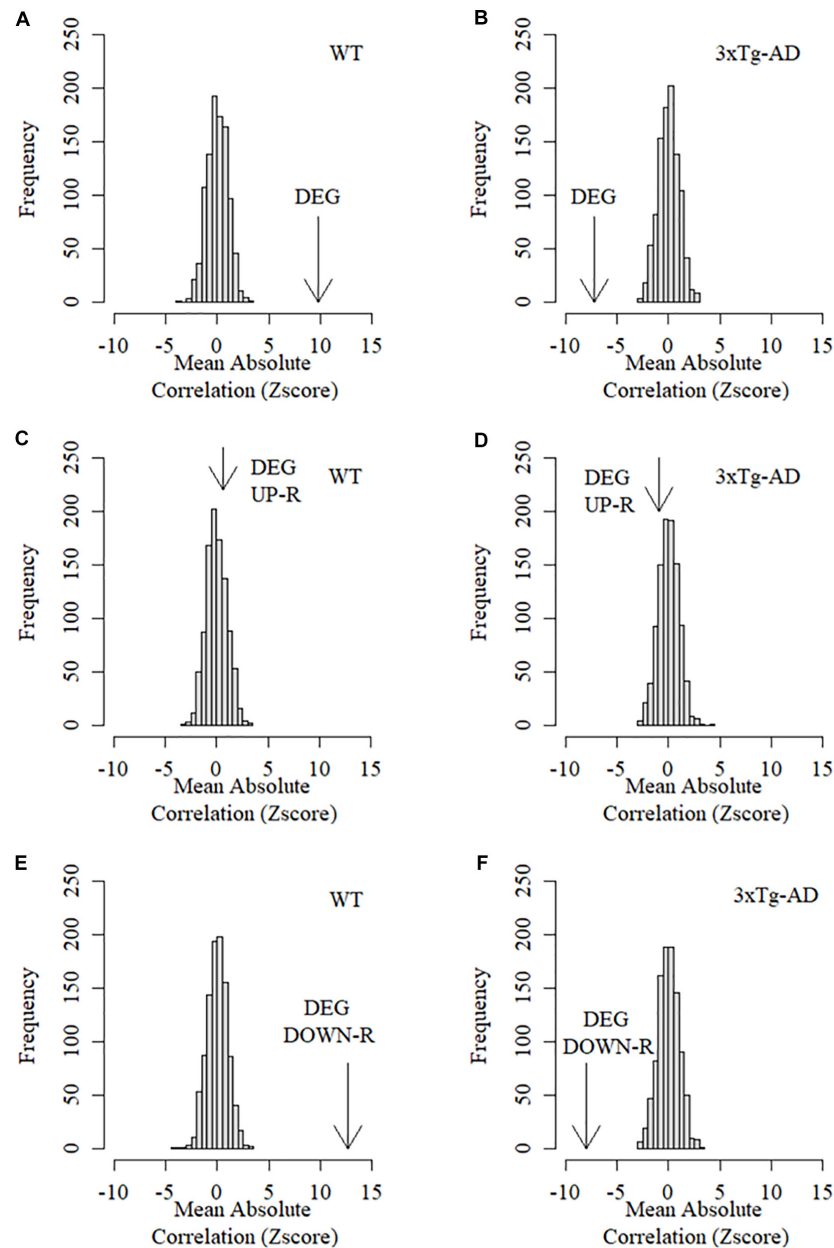 A
250
200
150
100
50
0
Frequency
WT
DEG
-10 -5 0 5 10 15
Mean Absolute
Correlation (Zscore)
B
250
200
150
100
50
0
Frequency
3xTg-AD
DEG
-10 -5 0 5 10 15
Mean Absolute
Correlation (Zscore)
C
250
200
150
100
50
0
Frequency
DEG
UP-R
WT
-10 -5 0 5 10 15
Mean Absolute
Correlation (Zscore)
D
250
200
150
100
50
0
Frequency
DEG
UP-R
3xTg-AD
-10 -5 0 5 10 15
Mean Absolute
Correlation (Zscore)
E
250
200
150
100
50
0
Frequency
WT
DEG
DOWN-R
-10 -5 0 5 10 15
Mean Absolute
Correlation (Zscore)
F
250
200
150
100
50
0
Frequency
3xTg-AD
DEG
DOWN-R
-10 -5 0 5 10 15
Mean Absolute
Correlation (Zscore)